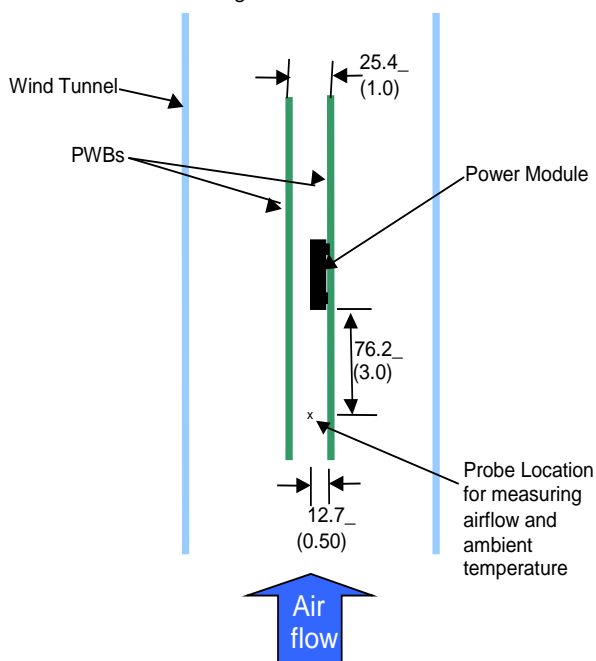 25.4_
(1.0)
Wind Tunnel
PWBs
Power Module
76.2_
(3.0)
x
Probe Location
for measuring
airflow and
ambient
temperature
12.7_
(0.50)
Air
flow